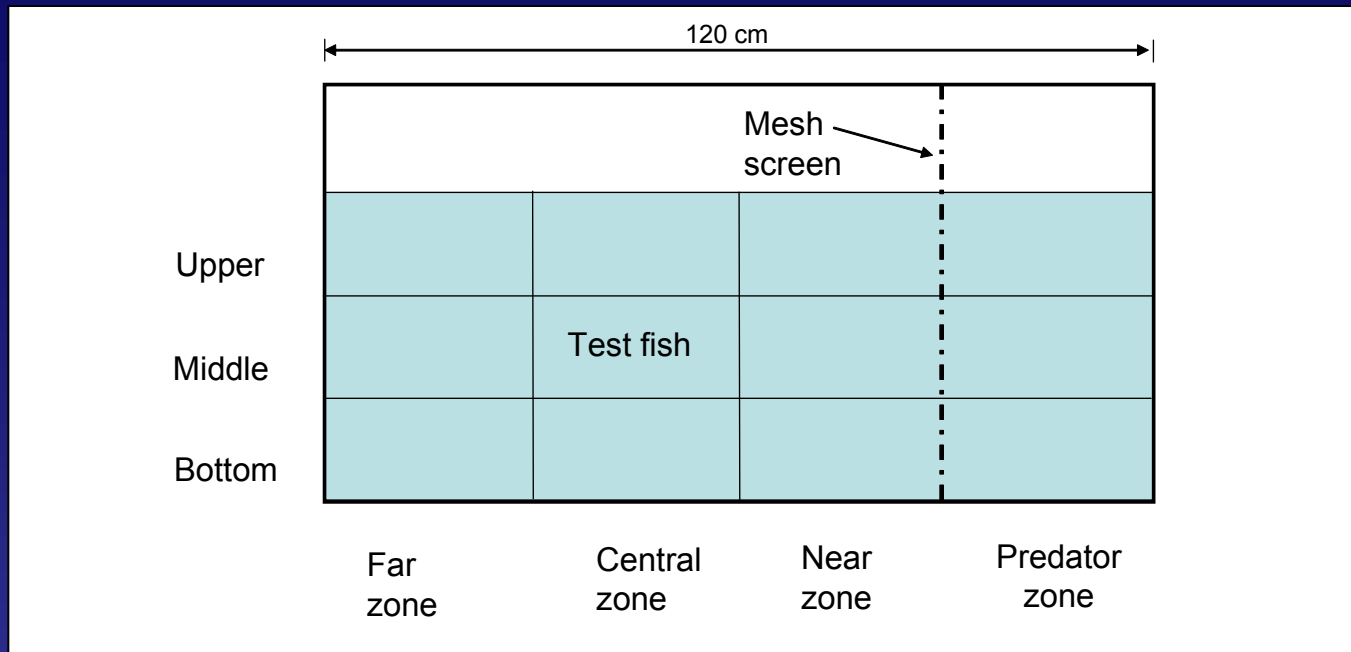 120 cm
Mesh
screen
Upper
Middle
Test fish
Bottom
Far
zone
Central
zone
Near
zone
Predator
zone